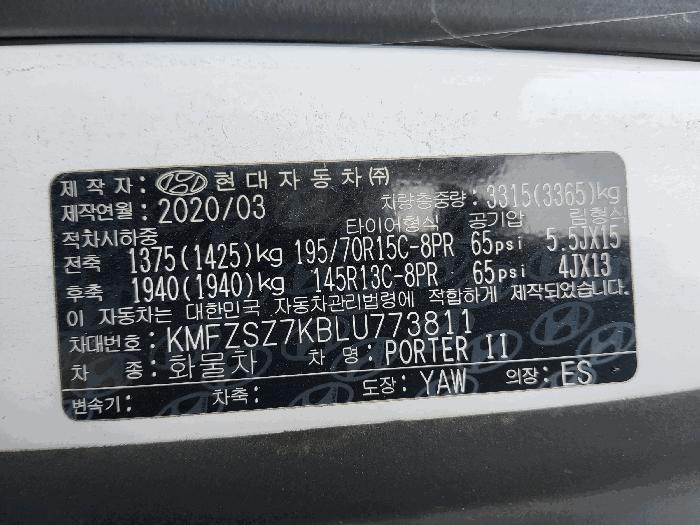 제 작 자 : 현 대 자 동 차 ㈜
제작연월 : 2020/03 차량총중량 : 3315(3365)kg
적차시하중 타이어형식 공기압 림형식
전축 1375(1425)kg 195/70R15C-8PR 65psi 5.5JX15
후축 1940(1940)kg 145R13C-8PR 65psi 4JX13
이 자동차는 대한민국 자동차관리법령에 적합하게 제작되었습니다.
차대번호 : KMFZSZ7KBLU773811
차 종 : 화물차 차 명 : PORTER II
변속기 : 차축 : 도장 : YAW 의장 : ES